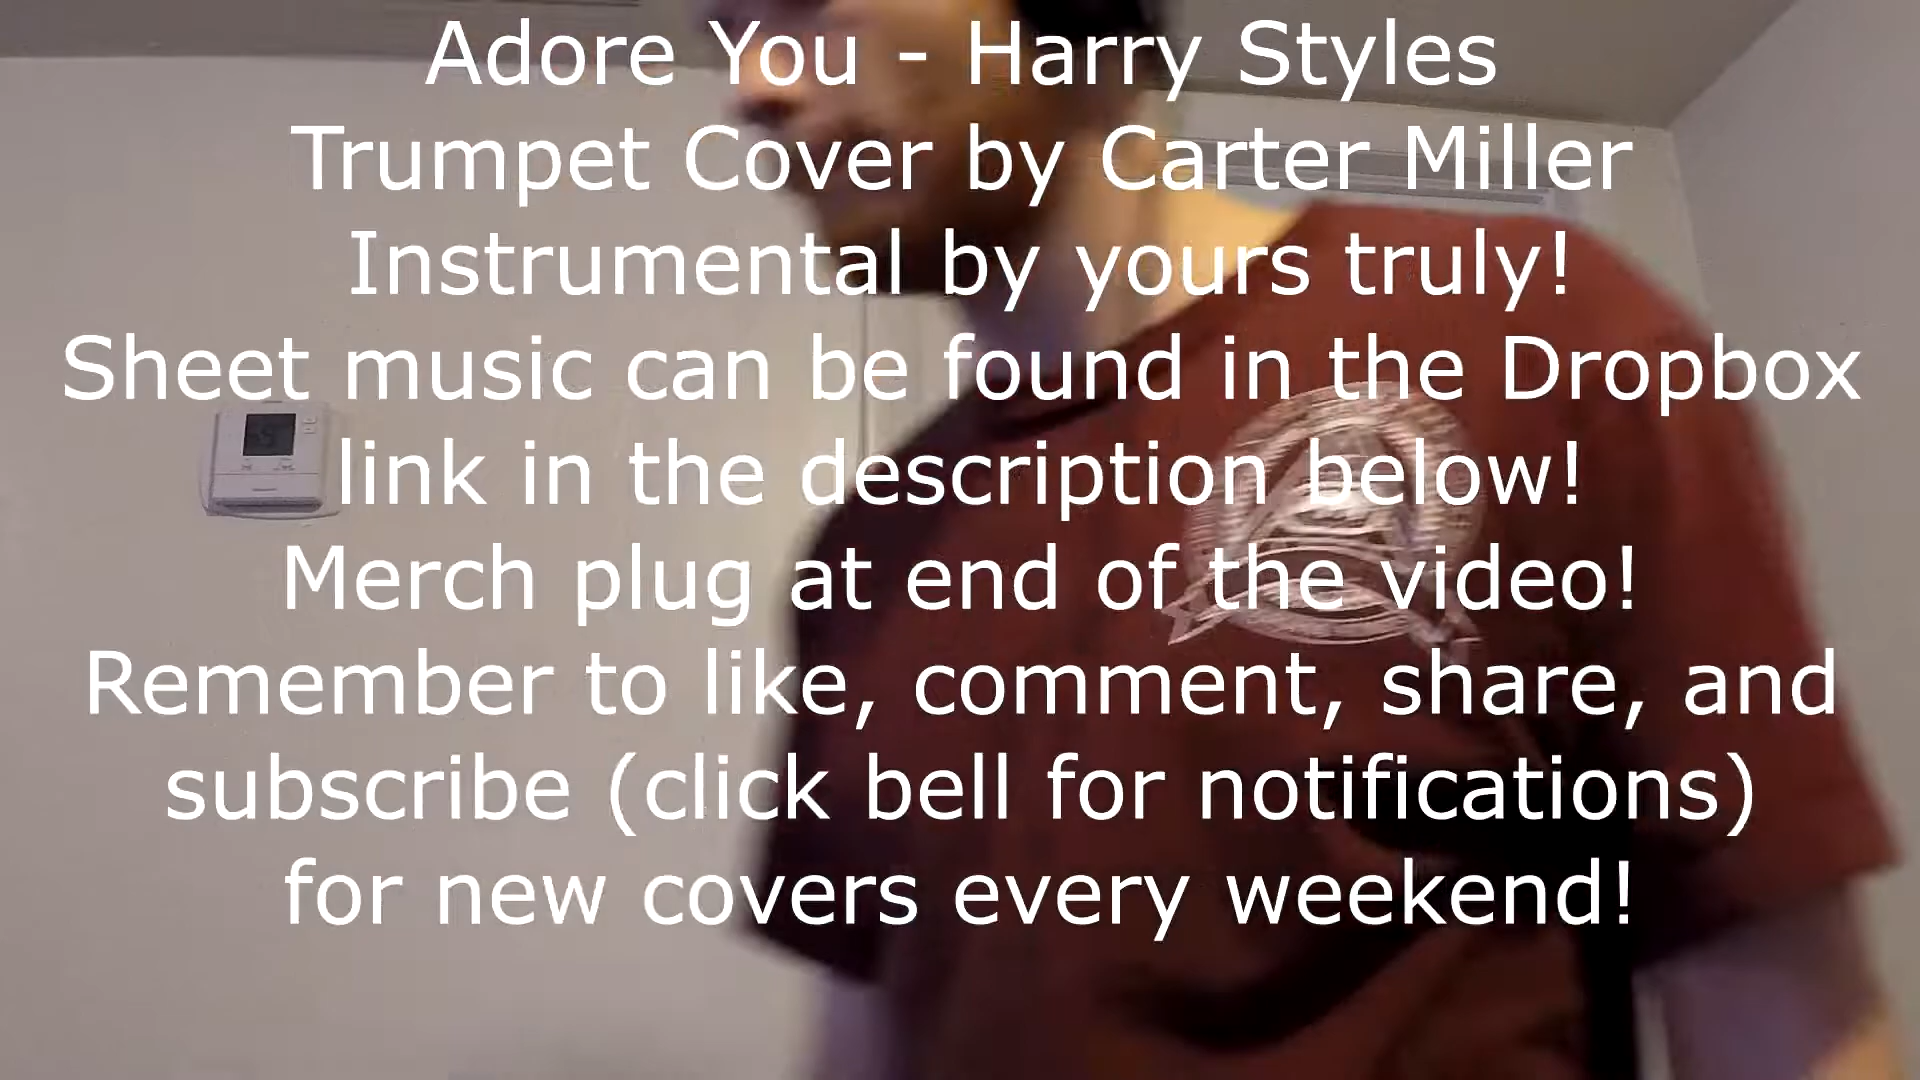 Adore You - Harry Styles
Trumpet Cover by Carter Miller
Instrumental by yours truly!
Sheet music can be found in the Dropbox
link in the description below!
Merch plug at end of the video!
Remember to like, comment, share, and
subscribe (click bell for notifications)
for new covers every weekend!